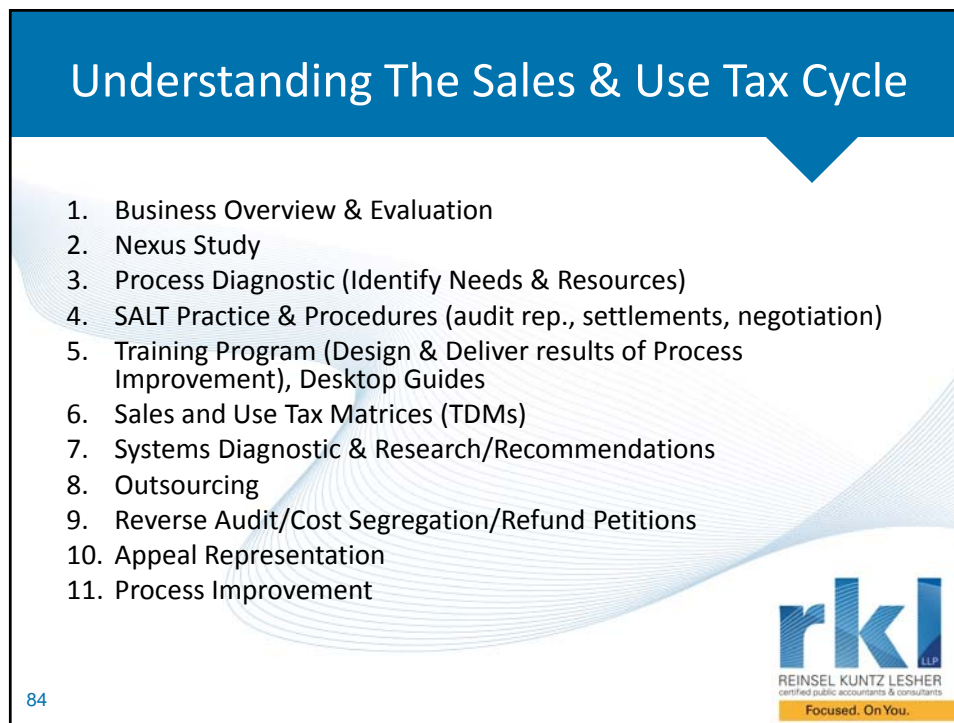 Understanding The Sales & Use Tax Cycle
1. Business Overview & Evaluation
2. Nexus Study
3. Process Diagnostic (Identify Needs & Resources)
4. SALT Practice & Procedures (audit rep., settlements, negotiation)
5. Training Program (Design & Deliver results of Process
Improvement), Desktop Guides
6. Sales and Use Tax Matrices (TDMs)
7. Systems Diagnostic & Research/Recommendations
8. Outsourcing
9. Reverse Audit/Cost Segregation/Refund Petitions
10. Appeal Representation
11. Process Improvement
rkl
LLP
REINSEL KUNTZ LESHER
certified public accountants & consultants
Focused. On You.
84